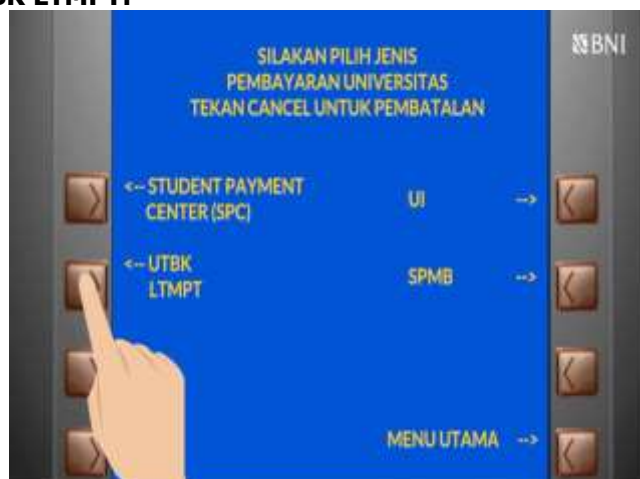 BNI
SILAKAN PILIH JENIS
PEMBAYARAN UNIVERSITAS
TEKAN CANCEL UNTUK PEMBATALAN
<-- STUDENT PAYMENT
CENTER (SPC)
UI -->
<-- UTBK
LTMPT
SPMB -->
MENU UTAMA -->